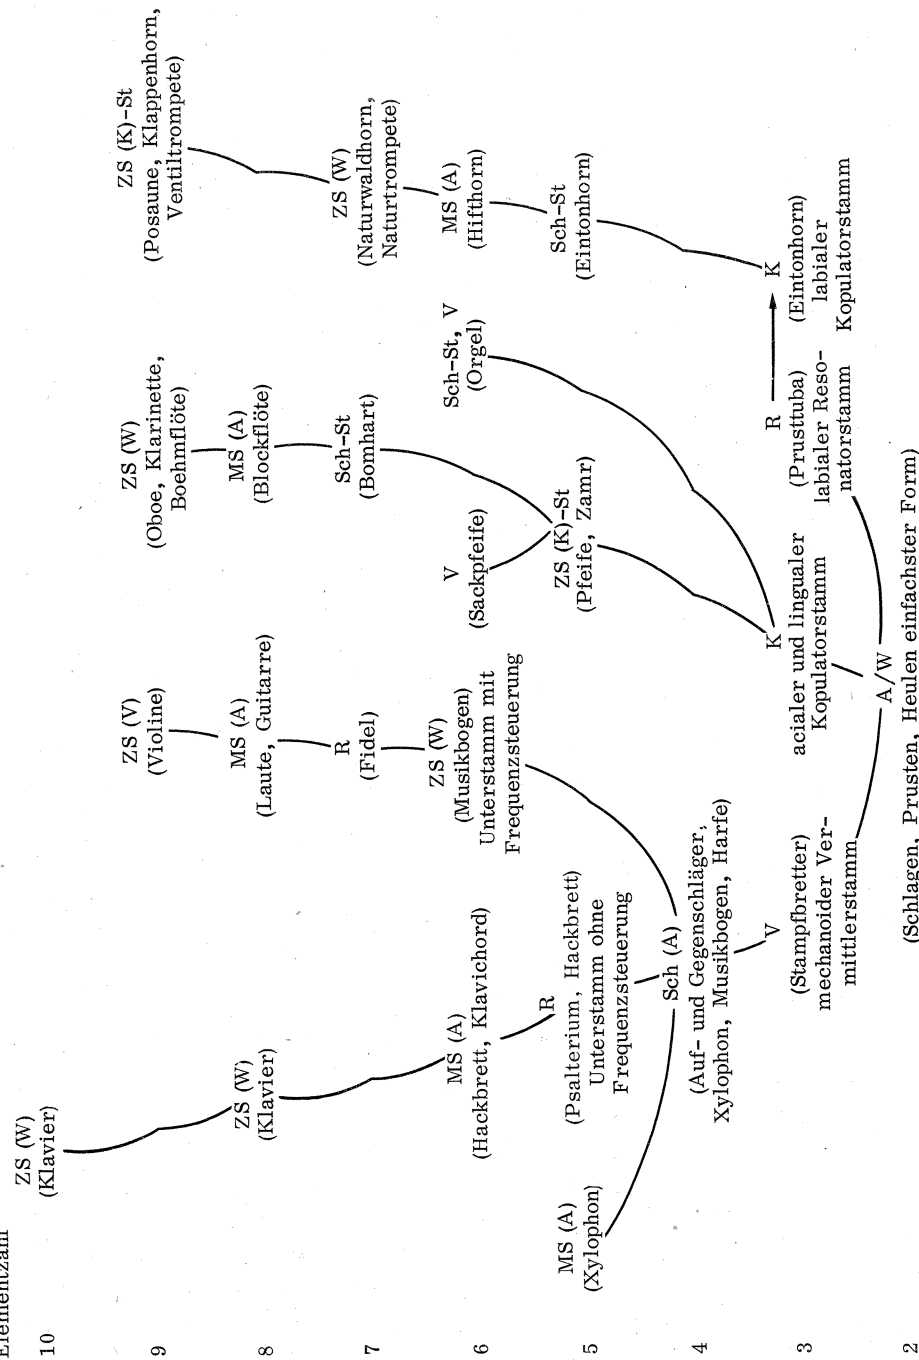 Elementzahl
10
ZS (W)
(Klavier)
9
ZS (V)
(Violine)
ZS (W)
(Oboe, Klarinette,
Boehmflöte)
ZS (K)-St
(Posaune, Klappenhorn,
Ventiltrompete)
8
ZS (W)
(Klavier)
MS (A)
(Laute, Guitarre)
MS (A)
(Blockflöte)
7
R
(Fidel)
Sch-St
(Bomhart)
ZS (W)
(Naturwaldhorn,
Naturtrompete)
6
MS (A)
(Hackbrett, Klavichord)
ZS (W)
(Musikbogen)
Unterstamm mit
Frequenzsteuerung
V
(Sackpfeife)
Sch-St, V
(Orgel)
MS (A)
(Hifthorn)
5
MS (A)
(Xylophon)
R
(Psalterium, Hackbrett)
Unterstamm ohne
Frequenzsteuerung
ZS (K)-St
(Pfeife, Zamr)
Sch-St
(Eintonhorn)
4
Sch (A)
(Auf- und Gegenschläger,
Xylophon, Musikbogen, Harfe)
3
V
(Stampfbretter)
mechanoider Ver-
mittlerstamm
K
acialer und lingualer
Kopulatorstamm
R
(Prusttuba)
labialer Reso-
natorstamm
K
(Eintonhorn)
labialer
Kopulatorstamm
2
A/W
(Schlagen, Prusten, Heulen einfachster Form)